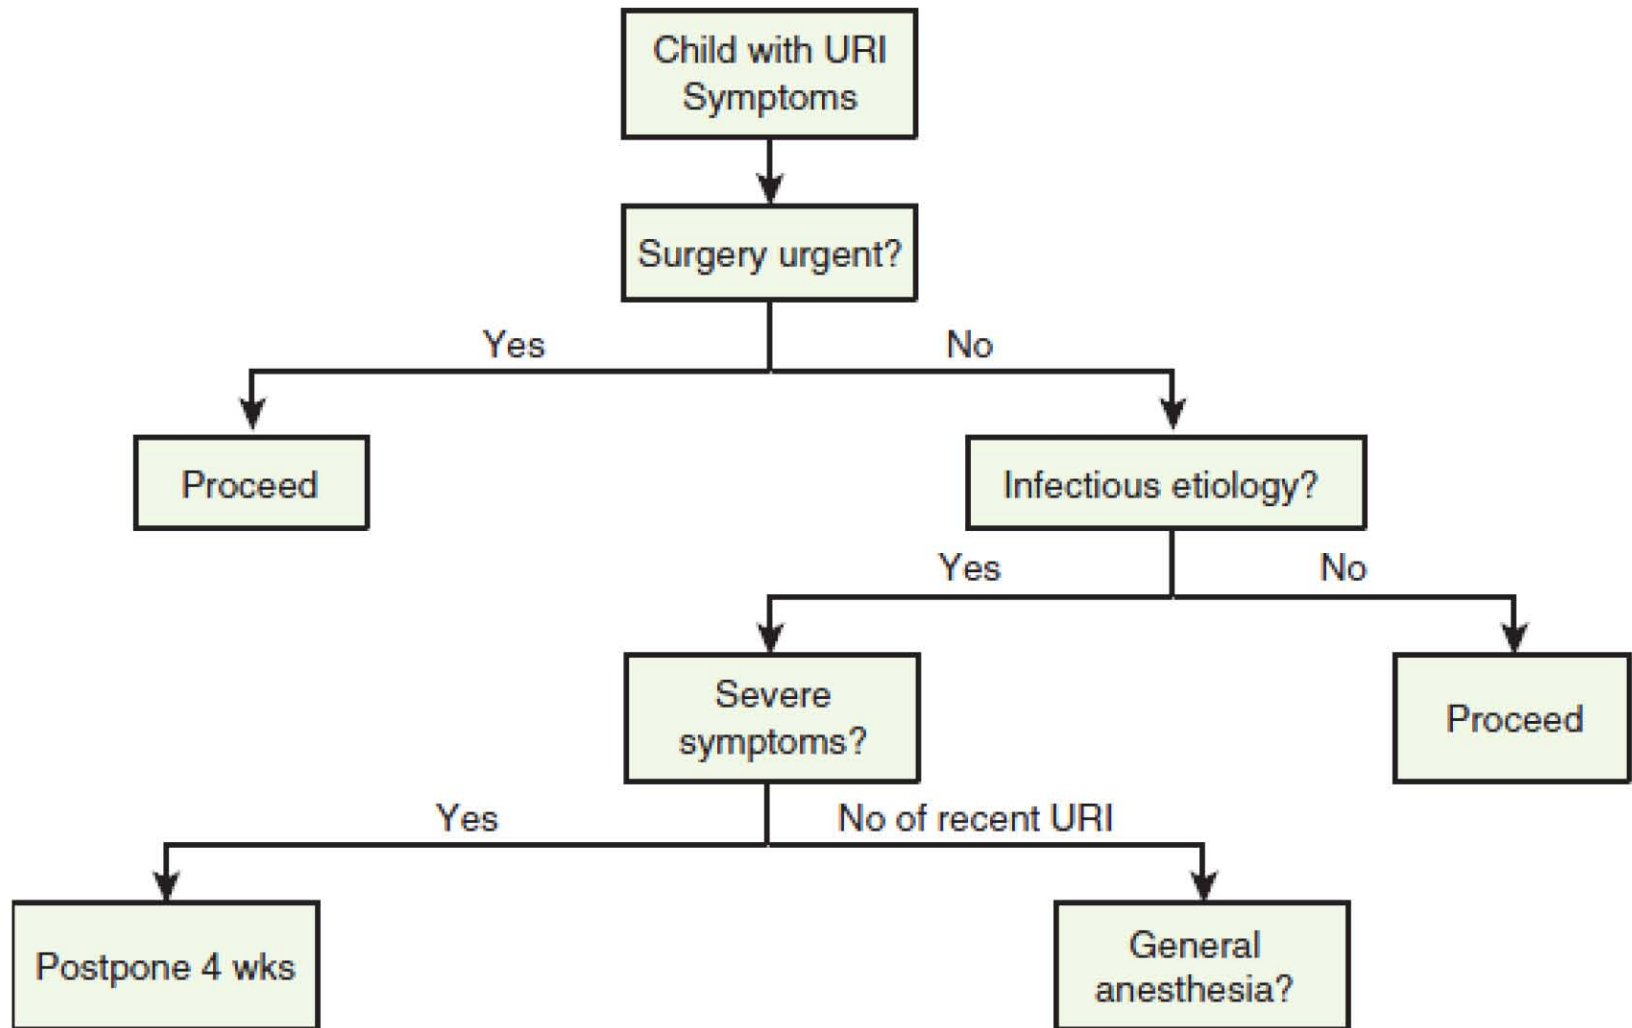 Child with URI
Symptoms
Surgery urgent?
Yes
No
Proceed
Infectious etiology?
Yes
No
Severe
symptoms?
Proceed
Yes
No of recent URI
Postpone 4 wks
General
anesthesia?